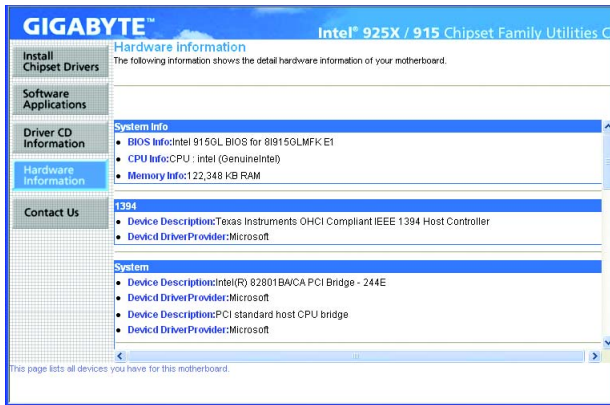 GIGABYTE™
Intel® 925X / 915 Chipset Family Utilities
Install
Chipset Drivers
Software
Applications
Driver CD
Information
Hardware
Information
Contact Us
Hardware information
The following information shows the detail hardware information of your motherboard.
System Info
• BIOS Info:Intel 915GL BIOS for 8I915GLMFK E1
• CPU Info:CPU : intel (GenuineIntel)
• Memory Info:122,348 KB RAM
1394
• Device Description:Texas Instruments OHCI Compliant IEEE 1394 Host Controller
• Devicd DriverProvider:Microsoft
System
• Device Description:Intel(R) 82801BA/CA PCI Bridge - 244E
• Devicd DriverProvider:Microsoft
• Device Description:PCI standard host CPU bridge
• Devicd DriverProvider:Microsoft
This page lists all devices you have for this motherboard.